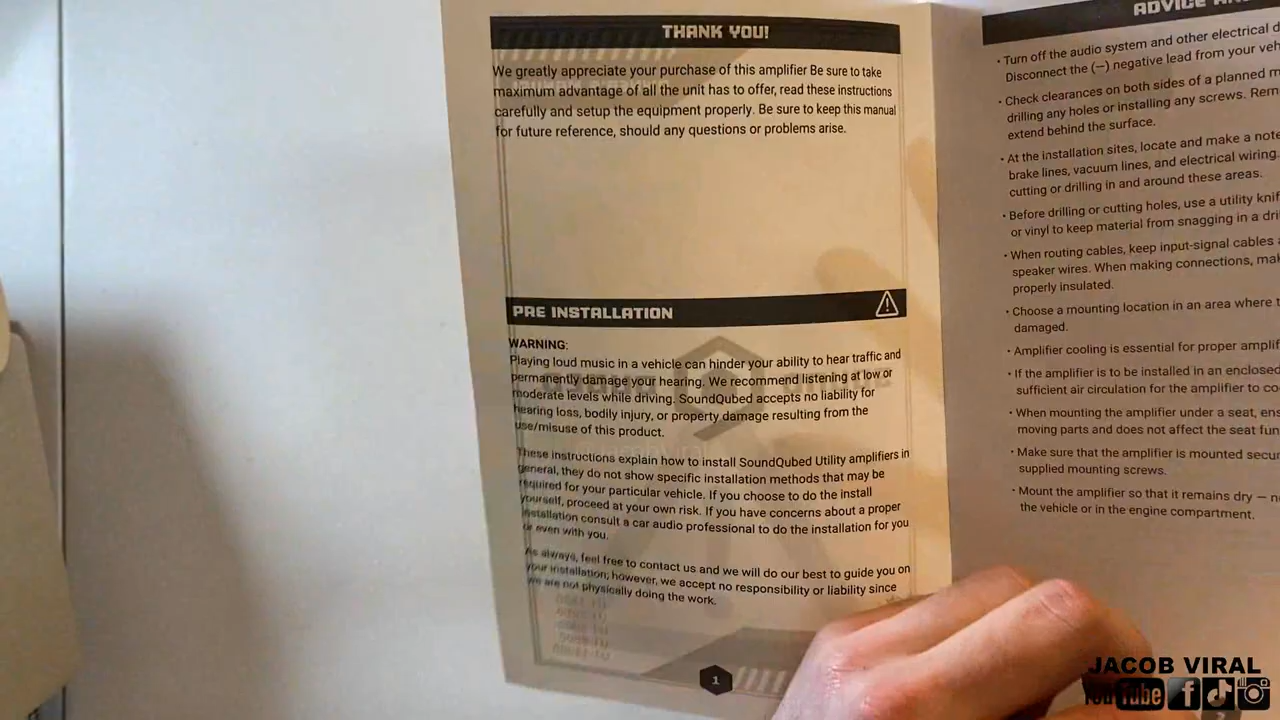 THANK YOU!
We greatly appreciate your purchase of this amplifier Be sure to take
maximum advantage of all the unit has to offer, read these instructions
carefully and setup the equipment properly. Be sure to keep this manual
for future reference, should any questions or problems arise.
PRE INSTALLATION
WARNING:
Playing loud music in a vehicle can hinder your ability to hear traffic and
permanently damage your hearing. We recommend listening at low or
moderate levels while driving. SoundQubed accepts no liability for
hearing loss, bodily injury, or property damage resulting from the
use/misuse of this product.
These instructions explain how to install SoundQubed Utility amplifiers in
general, they do not show specific installation methods that may be
required for your particular vehicle. If you choose to do the install
yourself, proceed at your own risk. If you have concerns about a proper
installation consult a car audio professional to do the installation for you
or even with you.
As always, feel free to contact us and we will do our best to guide you on
your installation; however, we accept no responsibility or liability since
we are not physically doing the work.
1
ADVICE
• Turn off the audio system and other electrical
Disconnect the (—) negative lead from your
• Check clearances on both sides of a planned
drilling any holes or installing any screws.
extend behind the surface.
• At the installation sites, locate and make a note
brake lines, vacuum lines, and electrical wiring.
cutting or drilling in and around these areas.
• Before drilling or cutting holes, use a utility
or vinyl to keep material from snagging in a
• When routing cables, keep input-signal cables
speaker wires. When making connections,
properly insulated.
• Choose a mounting location in an area where
damaged.
• Amplifier cooling is essential for proper
• If the amplifier is to be installed in an enclosed
sufficient air circulation for the amplifier to
• When mounting the amplifier under a seat,
moving parts and does not affect the seat
• Make sure that the amplifier is mounted
supplied mounting screws.
• Mount the amplifier so that it remains dry —
the vehicle or in the engine compartment.
JACOB VIRAL
YouTube